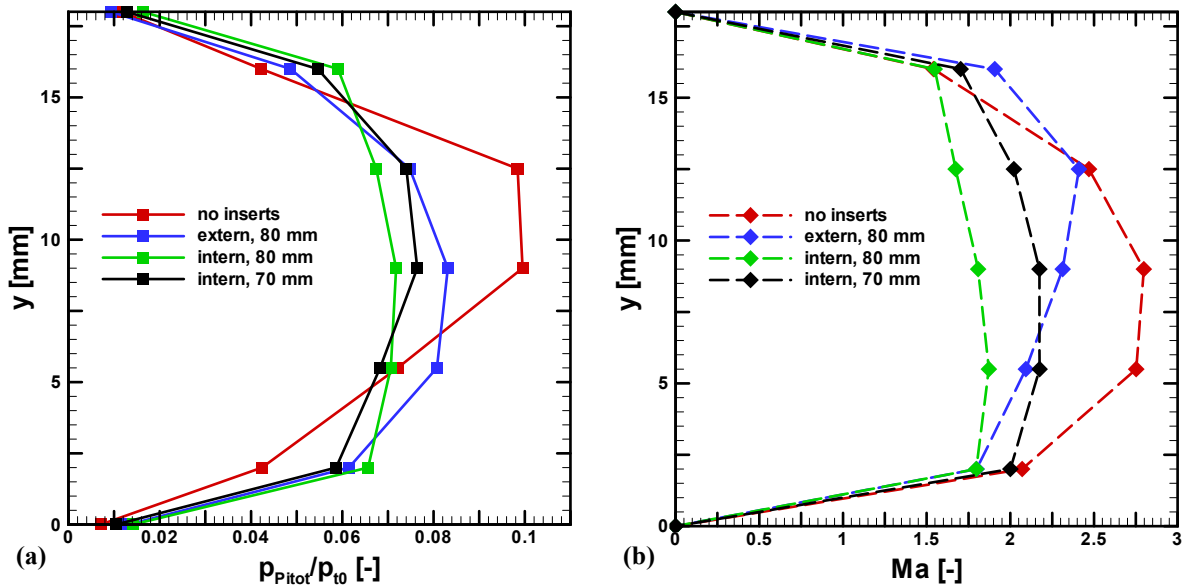 15
10
5
0
y [mm]
no inserts
extern, 80 mm
intern, 80 mm
intern, 70 mm
0 0.02 0.04 0.06 0.08 0.1
(a)
pPitot/pt0 [-]
15
10
5
0
y [mm]
no inserts
extern, 80 mm
intern, 80 mm
intern, 70 mm
0 0.5 1 1.5 2 2.5 3
(b)
Ma [-]